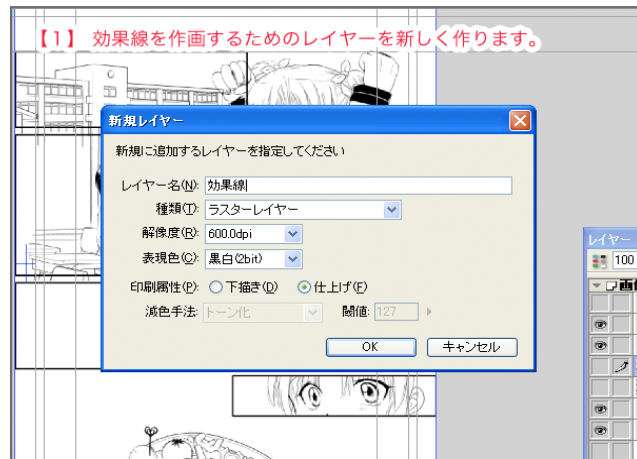 【１】 効果線を作画するためのレイヤーを新しく作ります。
新規レイヤー
新規に追加するレイヤーを指定してください
レイヤー名(N): 効果線
種類(T): ラスターレイヤー
解像度(R): 600.0dpi
表現色(C): 黒白(2bit)
印刷属性(P): 下描き(D) 仕上げ(F)
減色手法: トーン化 閾値: 127
OK キャンセル
レイヤー
100